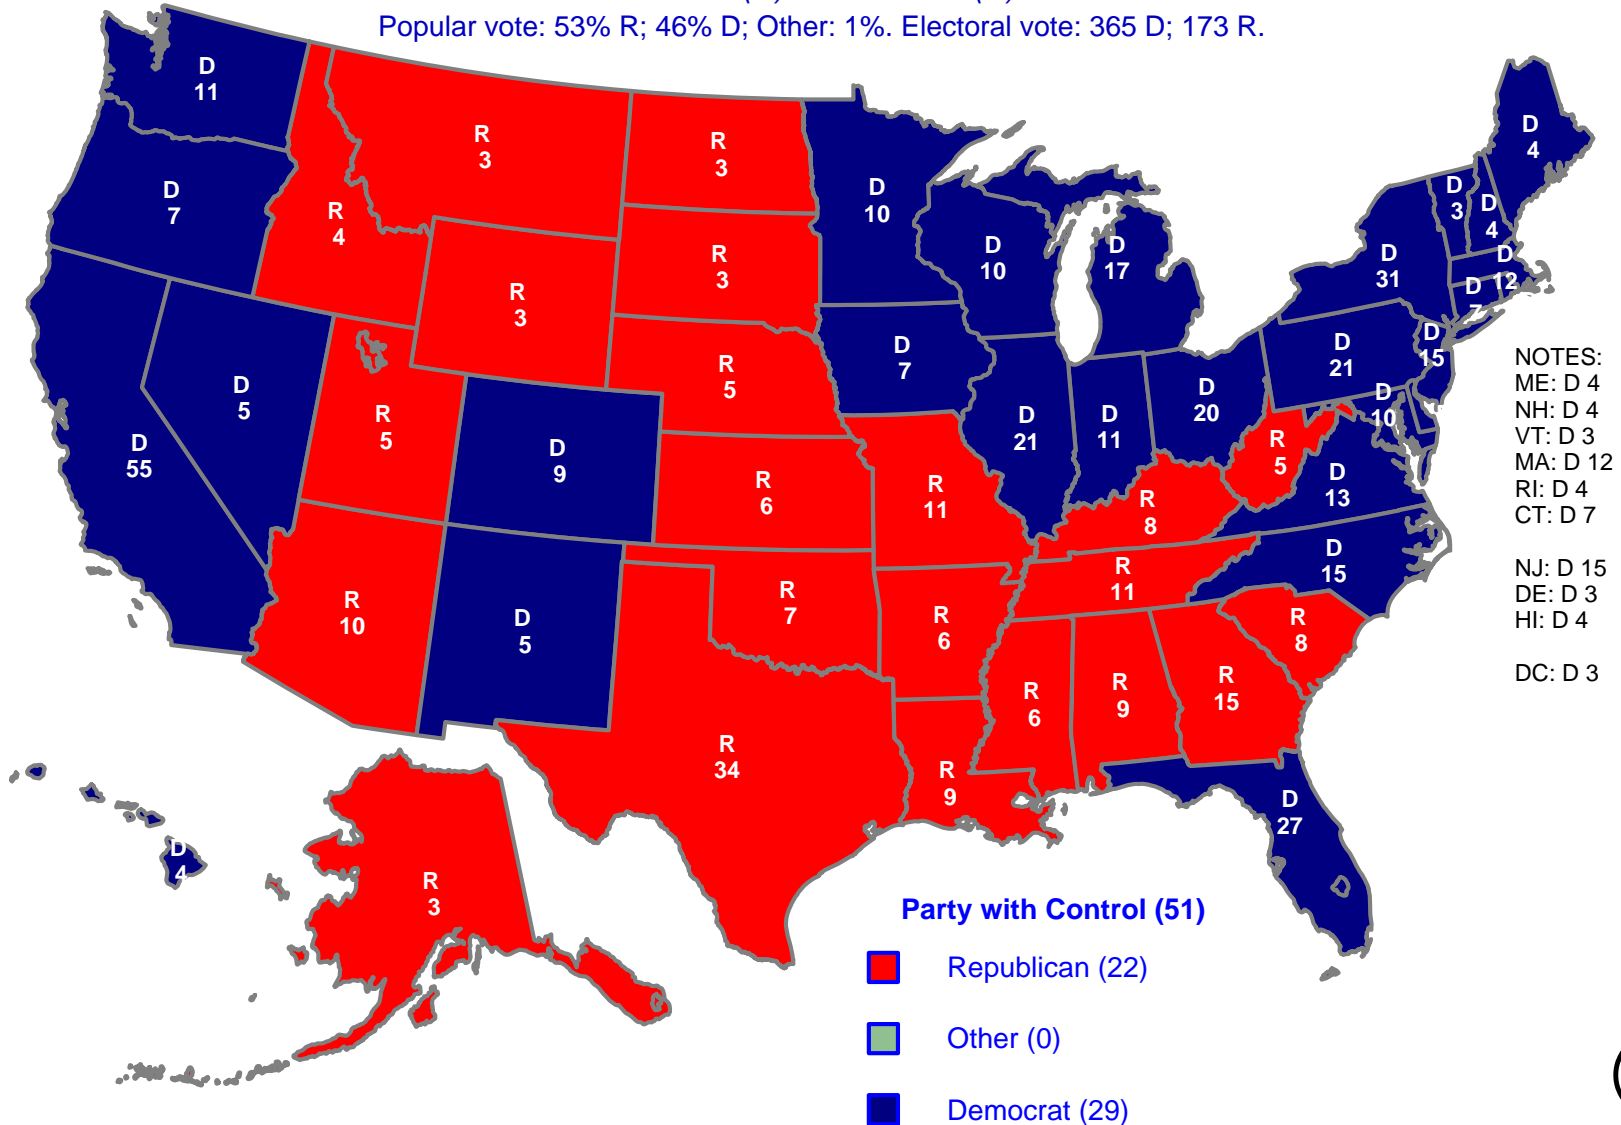 Popular vote: 53% R; 46% D; Other: 1%. Electoral vote: 365 D; 173 R.
D
11
D
7
D
55
D
5
R
4
R
3
R
3
R
5
R
10
D
9
D
5
R
3
R
3
R
5
R
6
R
7
R
34
D
10
D
7
R
11
R
6
R
9
D
10
D
21
D
17
D
11
D
20
R
8
R
11
R
6
R
9
R
15
R
8
D
27
D
15
D
13
R
5
D
10
D
21
D
15
D
31
D
3
D
4
D
4
D
12
D
7
D
4
R
3
NOTES:
ME: D 4
NH: D 4
VT: D 3
MA: D 12
RI: D 4
CT: D 7
NJ: D 15
DE: D 3
HI: D 4
DC: D 3
Party with Control (51)
Republican (22)
Other (0)
Democrat (29)